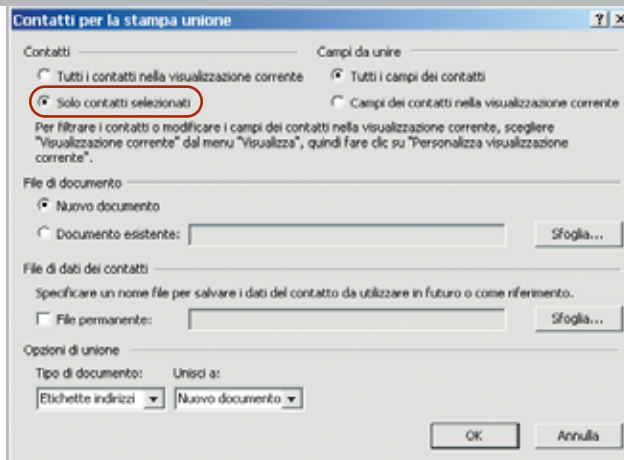 Contatti per la stampa unione
Contatti
Campi da unire
Tutti i contatti nella visualizzazione corrente
Tutti i campi dei contatti
Solo contatti selezionati
Campi dei contatti nella visualizzazione corrente
Per filtrare i contatti o modificare i campi dei contatti nella visualizzazione corrente, scegliere
"Visualizzazione corrente" dal menu "Visualizza", quindi fare clic su "Personalizza visualizzazione
corrente".
File di documento
Nuovo documento
Documento esistente:
Sfoglia...
File di dati dei contatti
Specificare un nome file per salvare i dati del contatto da utilizzare in futuro o come riferimento.
File permanente:
Sfoglia...
Opzioni di unione
Tipo di documento:
Unisci a:
Etichette indirizzi
Nuovo documento
OK
Annulla